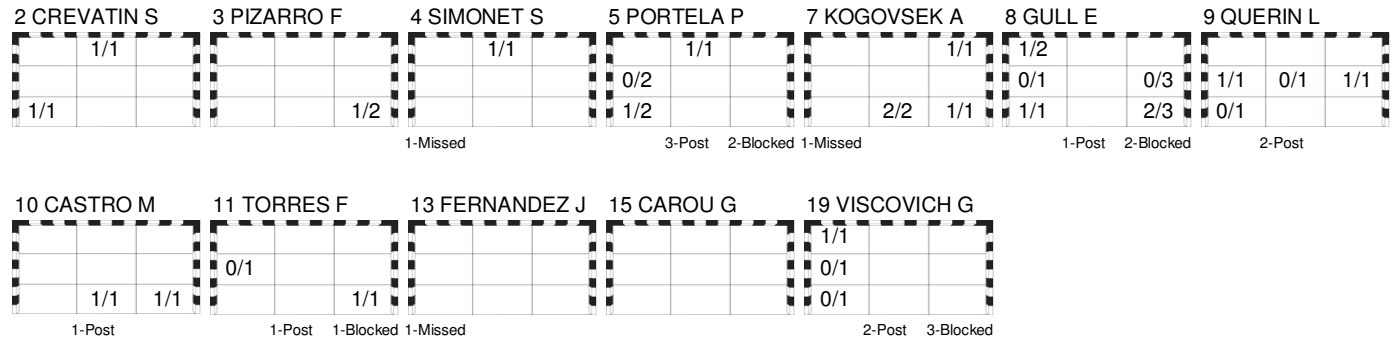 2 CREVATIN S 3 PIZARRO F 4 SIMONET S 5 PORTELA P 7 KOGOVSEK A 8 GULL E 9 QUERIN L
1/1 1/1 1/1 1/1 1/2
0/2 0/1 0/3 1/1 0/1 1/1
1/1 1/2 1/2 2/2 1/1 1/1 2/3 0/1
1-Missed 3-Post 2-Blocked 1-Missed 1-Post 2-Blocked 2-Post
10 CASTRO M 11 TORRES F 13 FERNANDEZ J 15 CAROU G 19 VISCOVICH G
1/1
0/1 0/1
1/1 1/1 1/1 0/1
1-Post 1-Post 1-Blocked 1-Missed 2-Post 3-Blocked